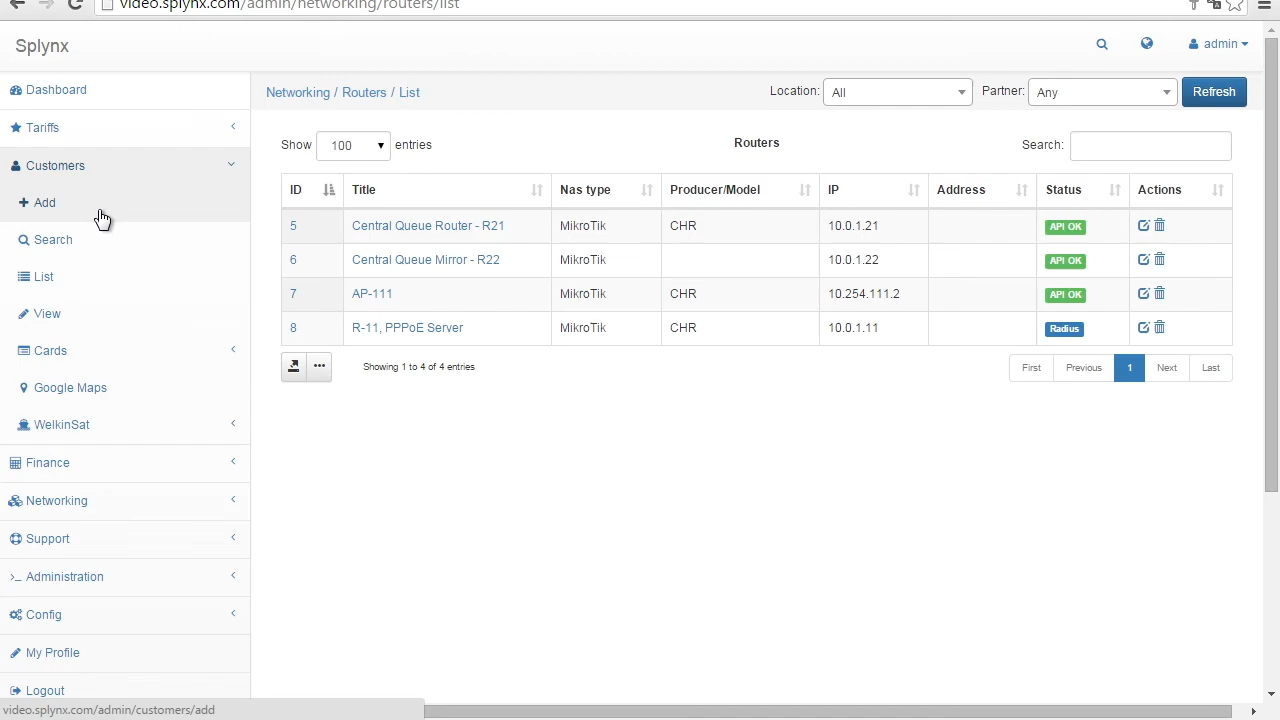 video.splynx.com/admin/networking/routers/list
Splynx
admin
Dashboard
Tariffs
Customers
Add
Search
List
View
Cards
Google Maps
WelkinSat
Finance
Networking
Support
Administration
Config
My Profile
Logout
Networking / Routers / List
Location: All Partner: Any Refresh
Show 100 entries
Routers
Search:
ID Title Nas type Producer/Model IP Address Status Actions
5 Central Queue Router - R21 MikroTik CHR 10.0.1.21 API OK
6 Central Queue Mirror - R22 MikroTik 10.0.1.22 API OK
7 AP-111 MikroTik CHR 10.254.111.2 API OK
8 R-11, PPPoE Server MikroTik CHR 10.0.1.11 Radius
Showing 1 to 4 of 4 entries
First Previous 1 Next Last
video.splynx.com/admin/customers/add